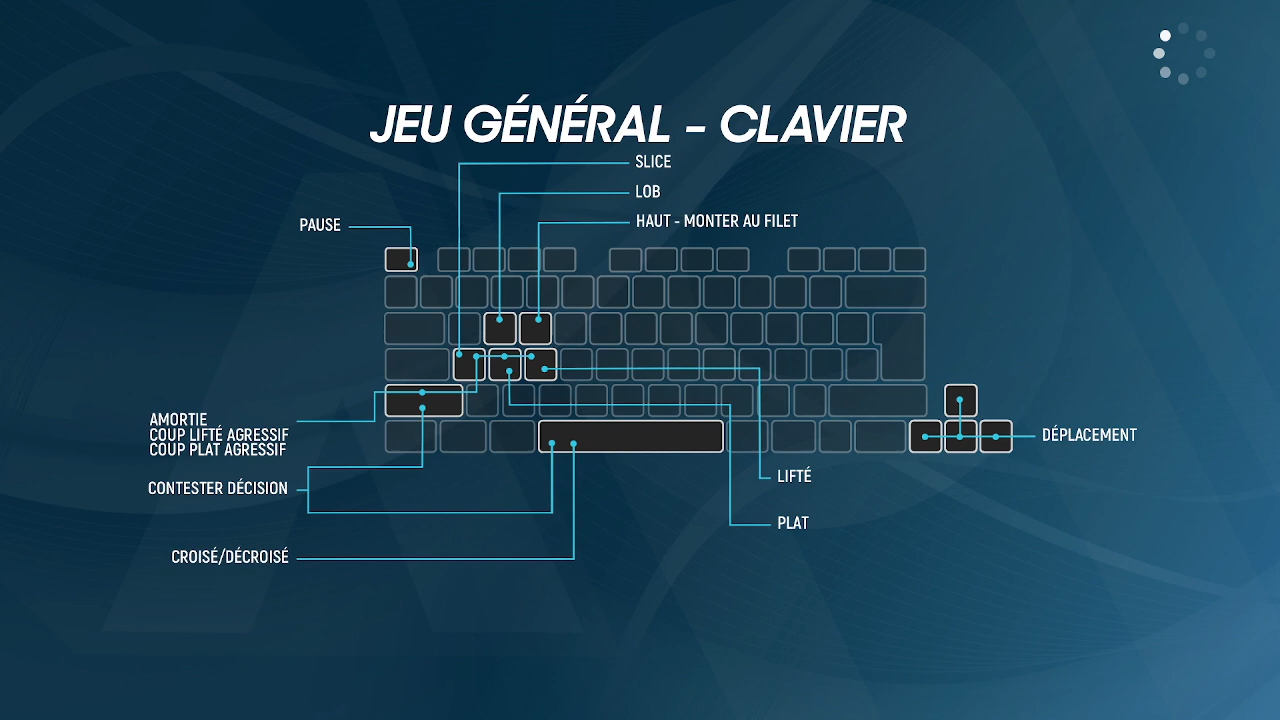 JEU GÉNÉRAL - CLAVIER
SLICE
LOB
HAUT - MONTER AU FILET
PAUSE
AMORTIE
COUP LIFTÉ AGRESSIF
COUP PLAT AGRESSIF
DÉPLACEMENT
CONTESTER DÉCISION
LIFTÉ
PLAT
CROISÉ/DÉCROISÉ